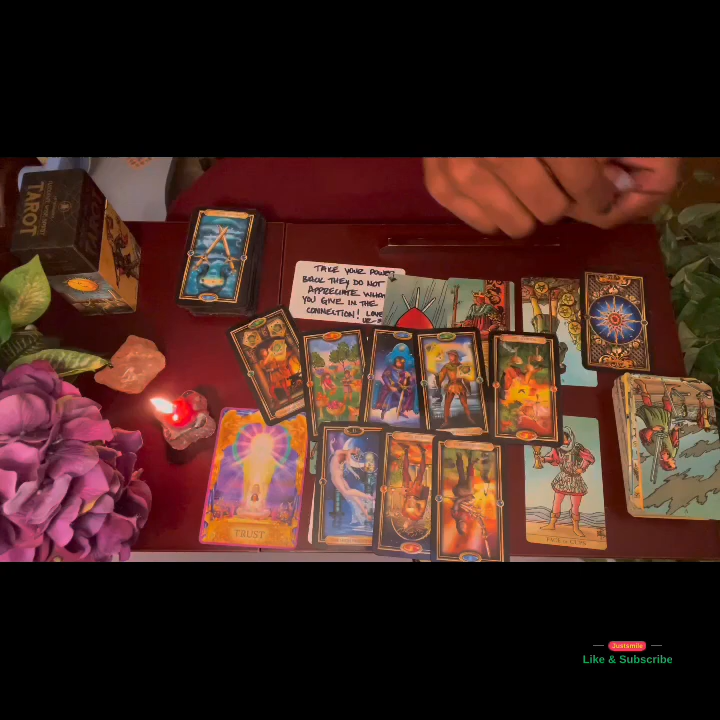 TAROT
TAKE YOUR POWER
BACK THEY DO NOT
APPRECIATE WHAT
YOU GIVE IN THE
CONNECTION! LOVE
TRUST
PAGE of CUPS
Justsmile
Like & Subscribe